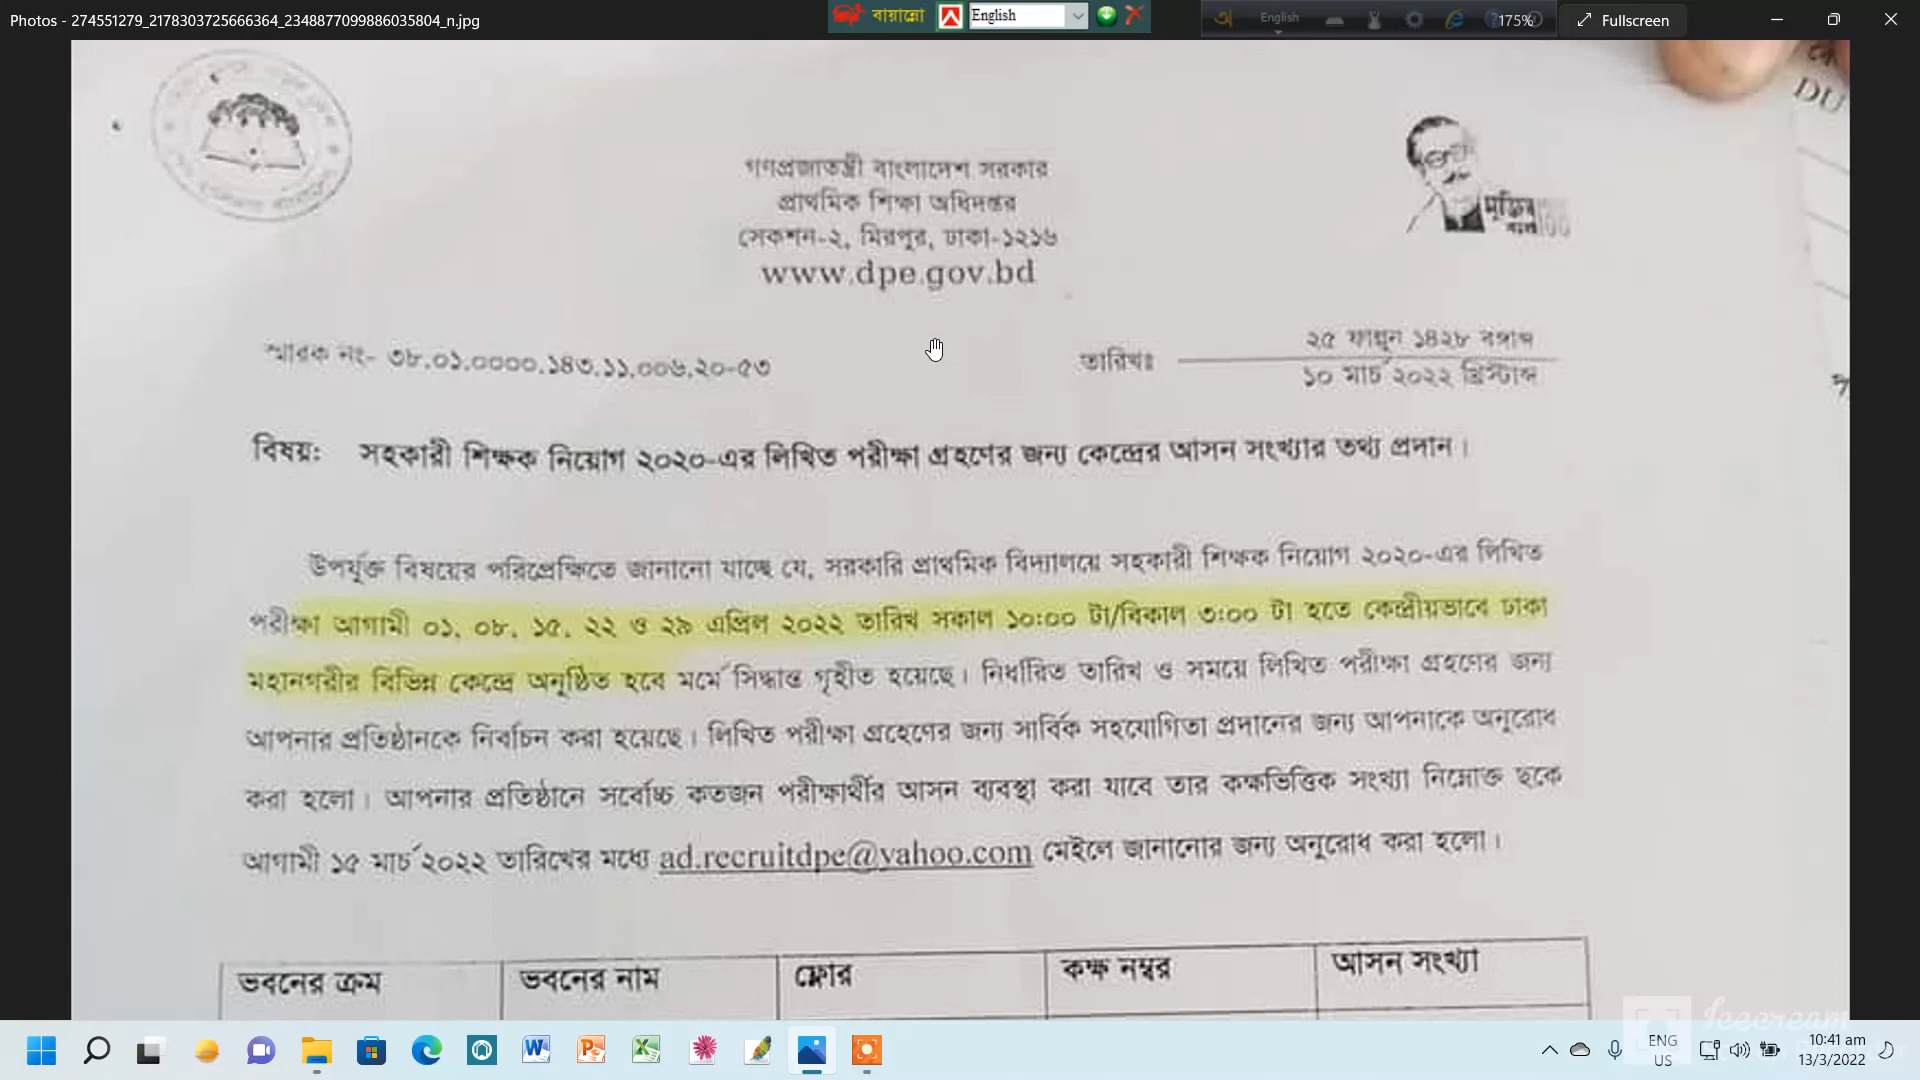 Photos - 274551279_2178303725666364_2348877099886035804_n.jpg
বায়ান্নো
English
English
175%
Fullscreen
DU
গণপ্রজাতন্ত্রী বাংলাদেশ সরকার
প্রাথমিক শিক্ষা অধিদপ্তর
সেকশন-২, মিরপুর, ঢাকা-১২১৬
www.dpe.gov.bd
স্মারক নং- ৩৮.০১.০০০০.১৪৩.১১.০০৬.২০-৫৩
তারিখঃ
২৫ ফাল্গুন ১৪২৮ বঙ্গাব্দ
১০ মার্চ ২০২২ খ্রিস্টাব্দ
বিষয়: সহকারী শিক্ষক নিয়োগ ২০২০-এর লিখিত পরীক্ষা গ্রহণের জন্য কেন্দ্রের আসন সংখ্যার তথ্য প্রদান।
উপর্যুক্ত বিষয়ের পরিপ্রেক্ষিতে জানানো যাচ্ছে যে, সরকারি প্রাথমিক বিদ্যালয়ে সহকারী শিক্ষক নিয়োগ ২০২০-এর লিখিত
পরীক্ষা আগামী ০১, ০৮, ১৫, ২২ ও ২৯ এপ্রিল ২০২২ তারিখ সকাল ১০:০০ টা/বিকাল ৩:০০ টা হতে কেন্দ্রীয়ভাবে ঢাকা
মহানগরীর বিভিন্ন কেন্দ্রে অনুষ্ঠিত হবে মর্মে সিদ্ধান্ত গৃহীত হয়েছে। নির্ধারিত তারিখ ও সময়ে লিখিত পরীক্ষা গ্রহণের জন্য
আপনার প্রতিষ্ঠানকে নির্বাচন করা হয়েছে। লিখিত পরীক্ষা গ্রহেণের জন্য সার্বিক সহযোগিতা প্রদানের জন্য আপনাকে অনুরোধ
করা হলো। আপনার প্রতিষ্ঠানে সর্বোচ্চ কতজন পরীক্ষার্থীর আসন ব্যবস্থা করা যাবে তার কক্ষভিত্তিক সংখ্যা নিম্নোক্ত ছকে
আগামী ১৫ মার্চ ২০২২ তারিখের মধ্যে ad.recruitdpe@yahoo.com মেইলে জানানোর জন্য অনুরোধ করা হলো।
ভবনের ক্রম ভবনের নাম ফ্লোর কক্ষ নম্বর আসন সংখ্যা
Icecream
ENG
US
10:41 am
13/3/2022